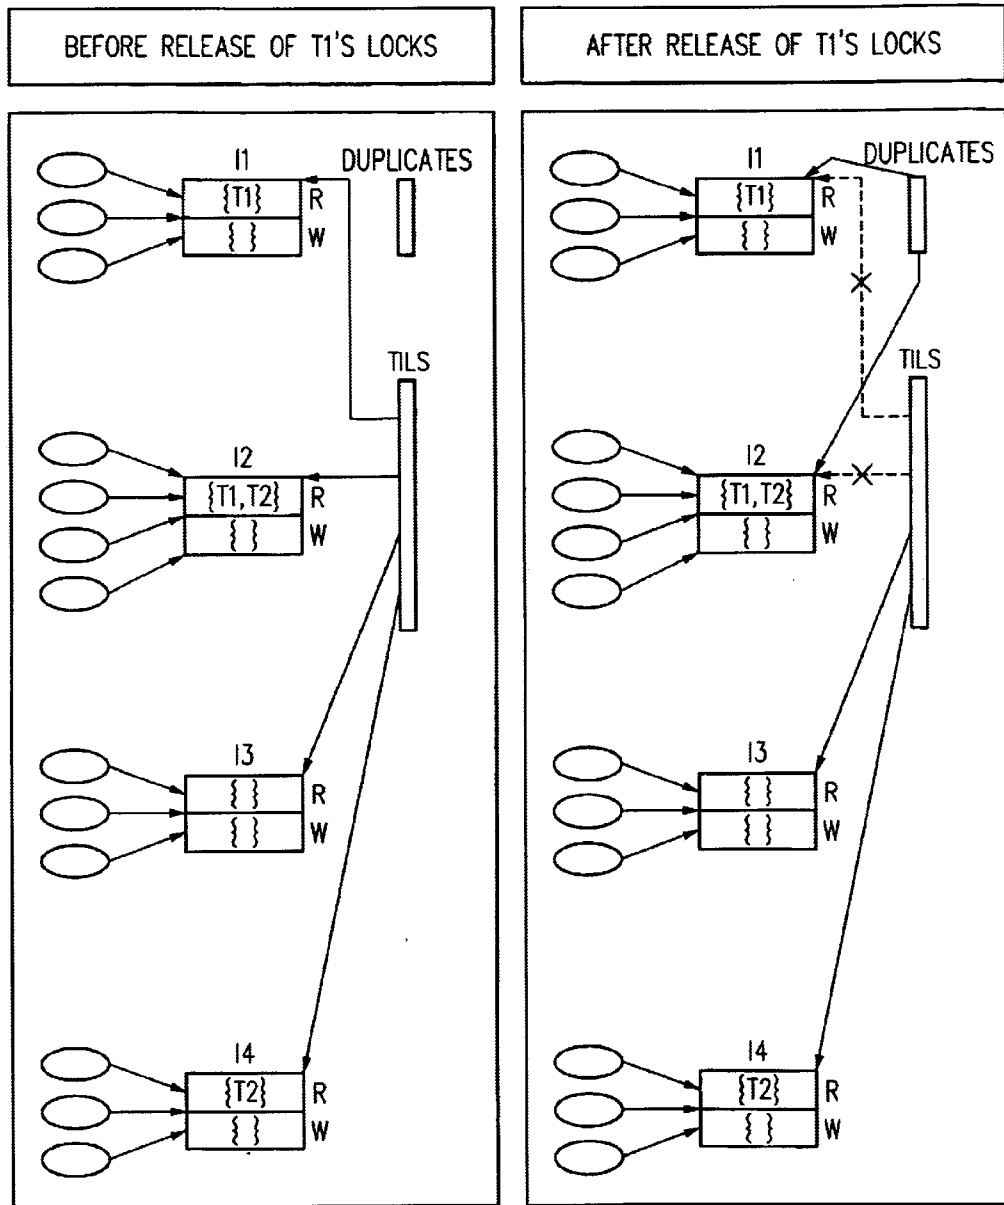 BEFORE RELEASE OF T1'S LOCKS
I1
DUPLICATES
{T1}
R
{ }
W
TILS
I2
{T1,T2}
R
{ }
W
I3
{ }
R
{ }
W
I4
{T2}
R
{ }
W
AFTER RELEASE OF T1'S LOCKS
I1
DUPLICATES
{T1}
R
{ }
W
TILS
I2
{T1,T2}
R
{ }
W
I3
{ }
R
{ }
W
I4
{T2}
R
{ }
W